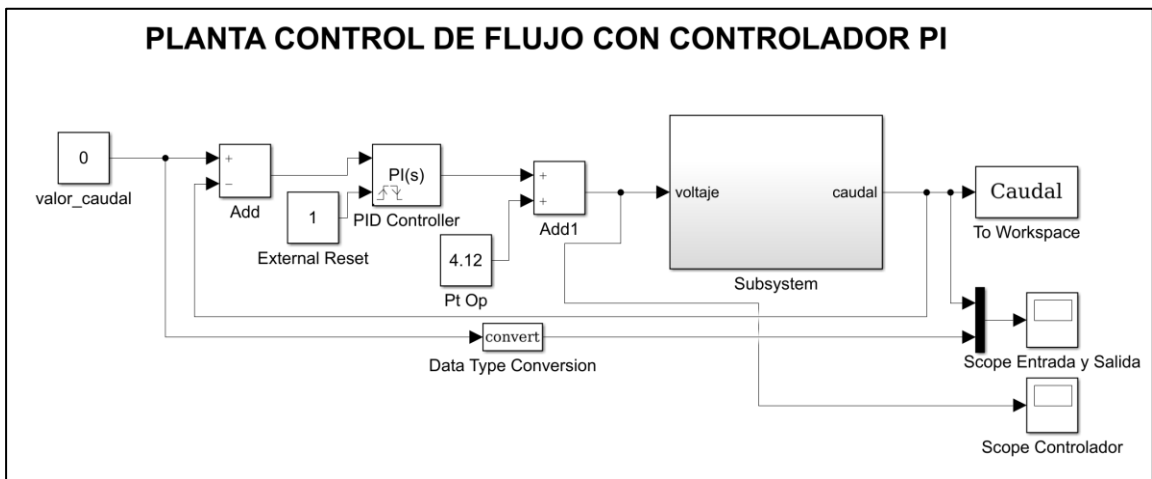 PLANTA CONTROL DE FLUJO CON CONTROLADOR PI
0
valor_caudal
+
−
Add
PI(s)
PID Controller
1
External Reset
+
+
Add1
4.12
Pt Op
voltaje
caudal
Subsystem
Caudal
To Workspace
convert
Data Type Conversion
Scope Entrada y Salida
Scope Controlador